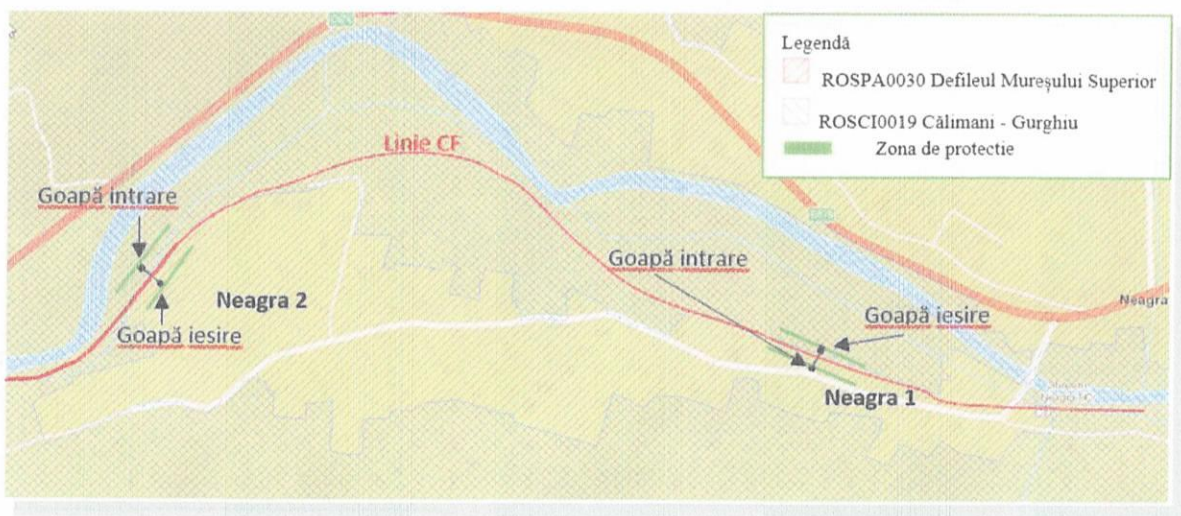 Legendă
ROSPA0030 Defileul Mureșului Superior
ROSCI0019 Călimani - Gurghiu
Zona de protectie
Linie CF
Goapă intrare
Neagra 2
Goapă iesire
Goapă intrare
Goapă iesire
Neagra
Neagra 1